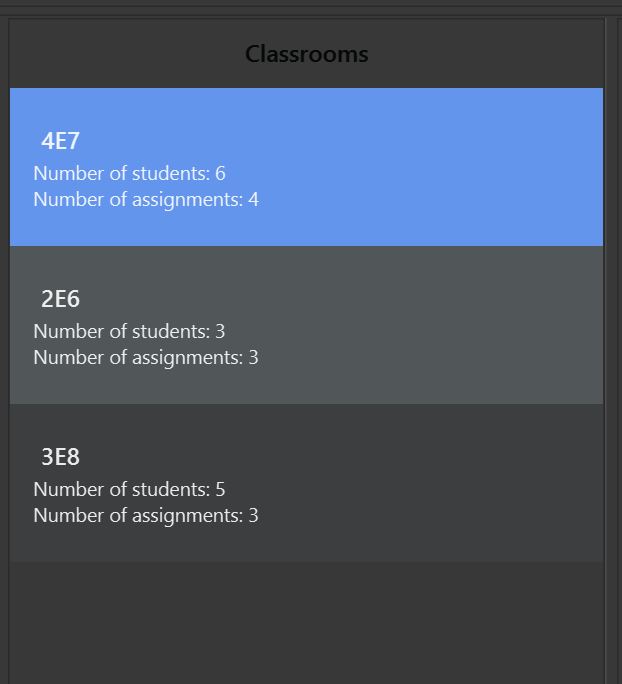 Classrooms
4E7
Number of students: 6
Number of assignments: 4
2E6
Number of students: 3
Number of assignments: 3
3E8
Number of students: 5
Number of assignments: 3